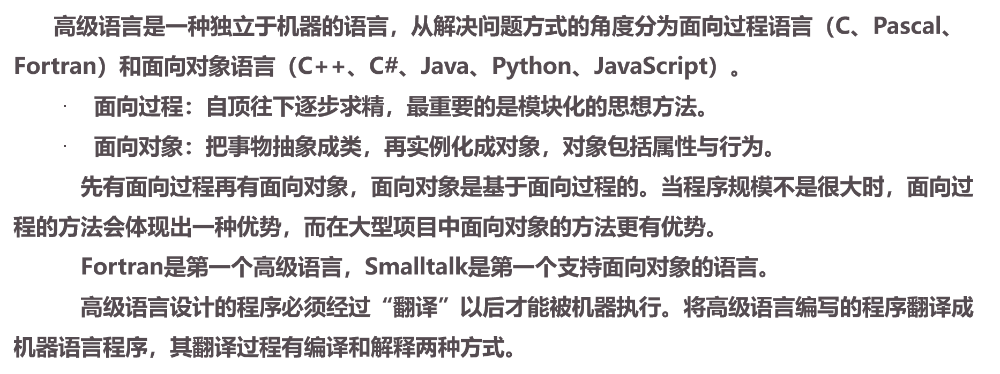 高级语言是一种独立于机器的语言，从解决问题方式的角度分为面向过程语言（C、Pascal、
Fortran）和面向对象语言（C++、C#、Java、Python、JavaScript）。
· 面向过程：自顶往下逐步求精，最重要的是模块化的思想方法。
· 面向对象：把事物抽象成类，再实例化成对象，对象包括属性与行为。
先有面向过程再有面向对象，面向对象是基于面向过程的。当程序规模不是很大时，面向过
程的方法会体现出一种优势，而在大型项目中面向对象的方法更有优势。
Fortran是第一个高级语言，Smalltalk是第一个支持面向对象的语言。
高级语言设计的程序必须经过“翻译”以后才能被机器执行。将高级语言编写的程序翻译成
机器语言程序，其翻译过程有编译和解释两种方式。